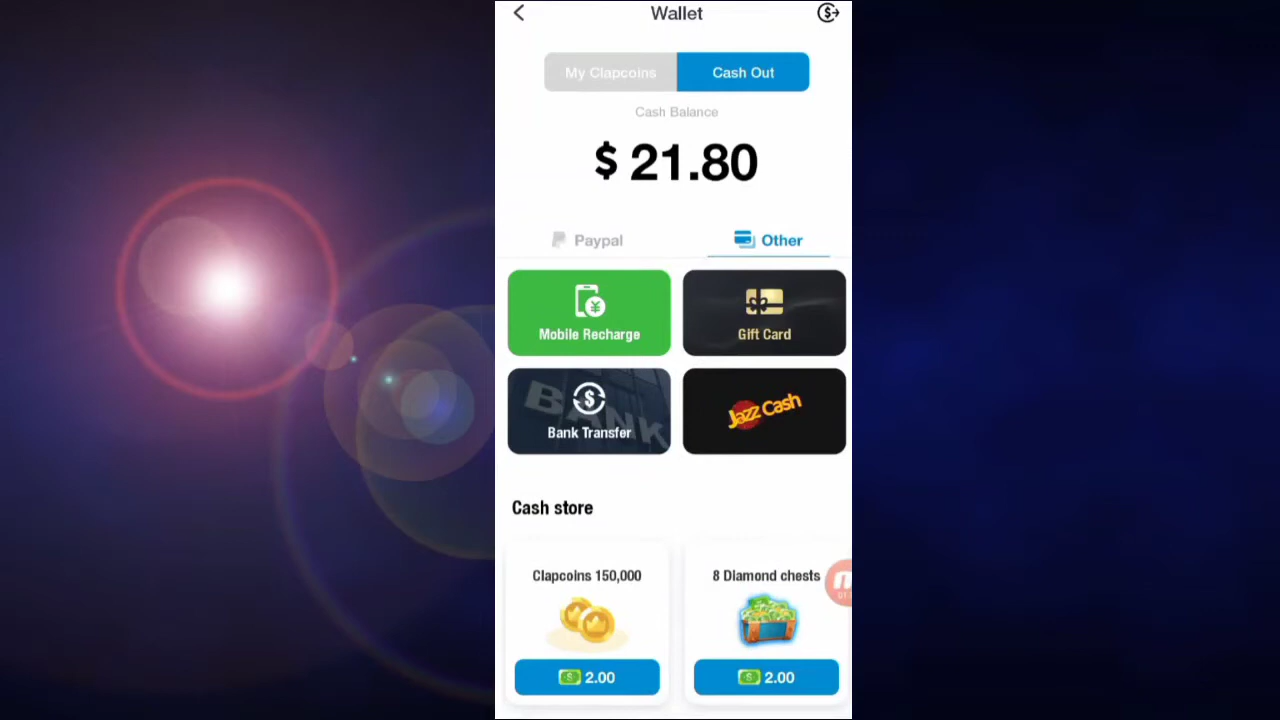 Wallet
My Clapcoins
Cash Out
Cash Balance
$ 21.80
Paypal
Other
Mobile Recharge
Gift Card
BANK
Bank Transfer
Jazz Cash
Cash store
Clapcoins 150,000
8 Diamond chests
2.00
2.00